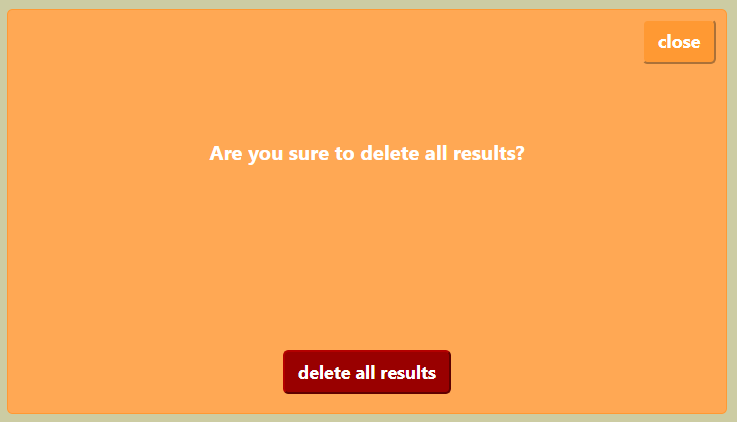 close
Are you sure to delete all results?
delete all results